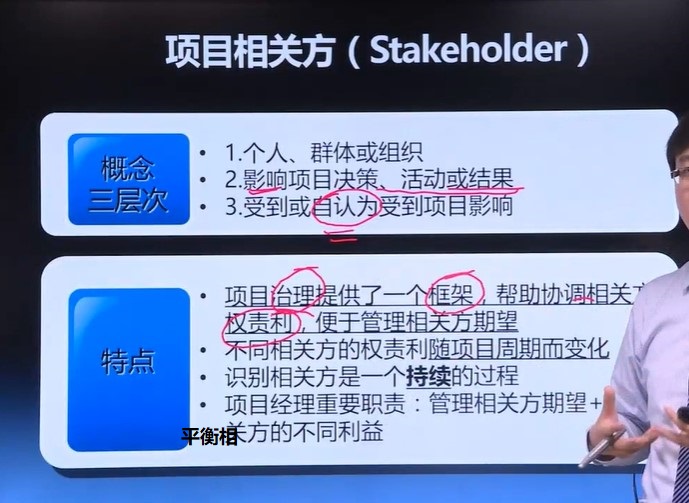 项目相关方（Stakeholder）
概念
三层次
• 1.个人、群体或组织
• 2.影响项目决策、活动或结果
• 3.受到或自认为受到项目影响
特点
• 项目治理提供了一个框架，帮助协调相关方
权责利，便于管理相关方期望
• 不同相关方的权责利随项目周期而变化
• 识别相关方是一个持续的过程
• 项目经理重要职责：管理相关方期望+
平衡相
关方的不同利益